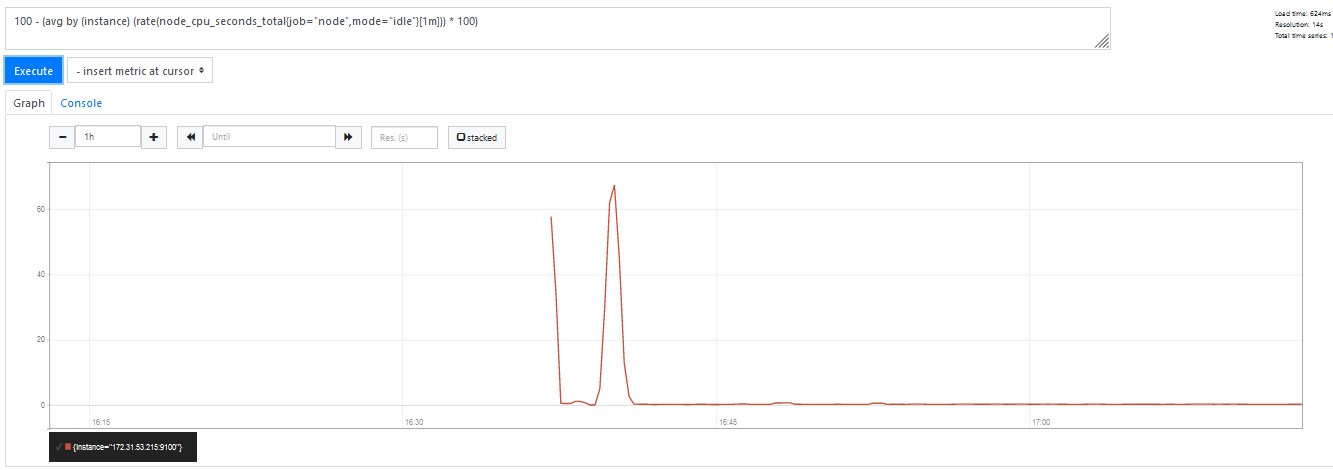 100 - (avg by (instance) (rate(node_cpu_seconds_total{job="node",mode="idle"}[1m])) * 100)
Load time: 624ms
Resolution: 14s
Total time series: 1
Execute
- insert metric at cursor
Graph
Console
1h
Until
Res. (s)
stacked
60
40
20
0
16:15
16:30
16:45
17:00
{instance="172.31.53.215:9100"}